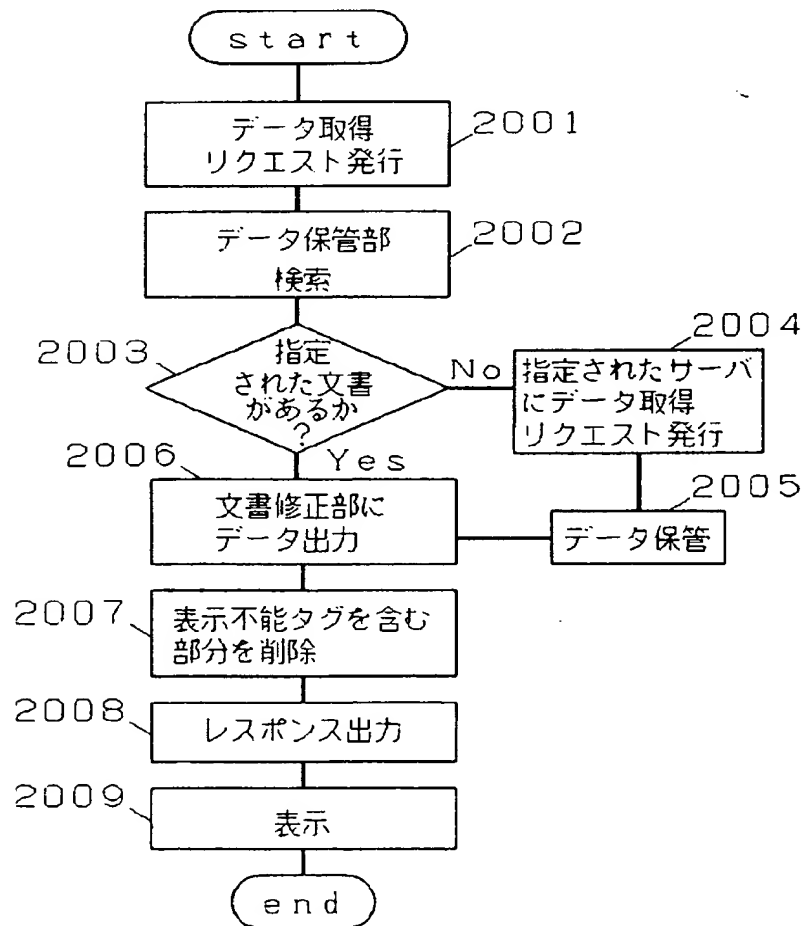 start
データ取得
リクエスト発行
2001
データ保管部
検索
2002
2003
指定
された文書
があるか
?
No
Yes
2004
指定されたサーバ
にデータ取得
リクエスト発行
2005
データ保管
2006
文書修正部に
データ出力
2007
表示不能タグを含む
部分を削除
2008
レスポンス出力
2009
表示
end